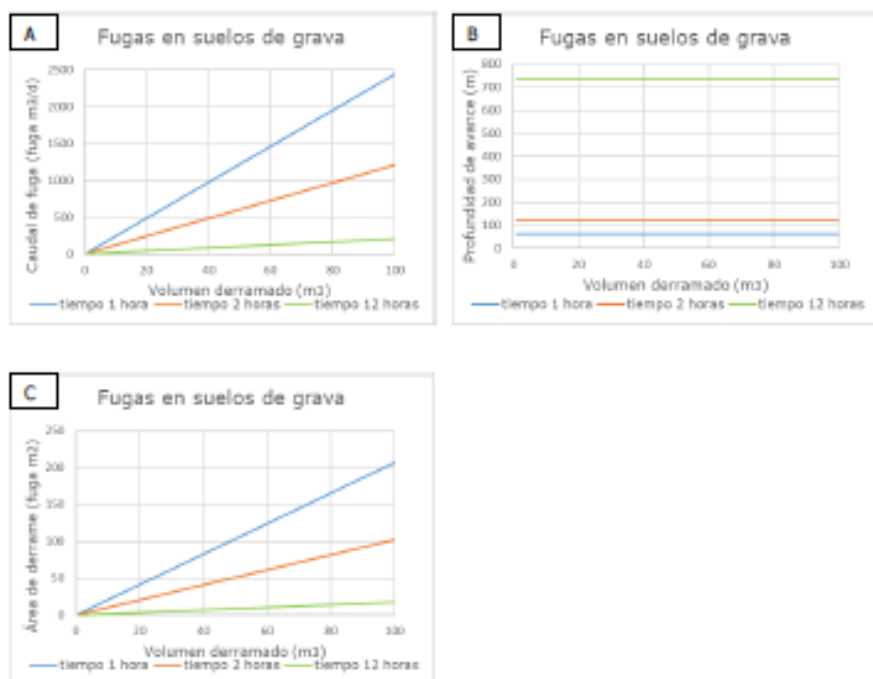 A
Fugas en suelos de grava
Caudal de fuga (fuga m3/d)
2500
2000
1500
1000
500
0
0 20 40 60 80 100
Volumen derramado (m3)
tiempo 1 hora tiempo 2 horas tiempo 12 horas
B
Fugas en suelos de grava
Profundidad de avance (m)
800
700
600
500
400
300
200
100
0
0 20 40 60 80 100
Volumen derramado (m3)
tiempo 1 hora tiempo 2 horas tiempo 12 horas
C
Fugas en suelos de grava
Área de derrame (fuga m2)
250
200
150
100
50
0
0 20 40 60 80 100
Volumen derramado (m3)
tiempo 1 hora tiempo 2 horas tiempo 12 horas